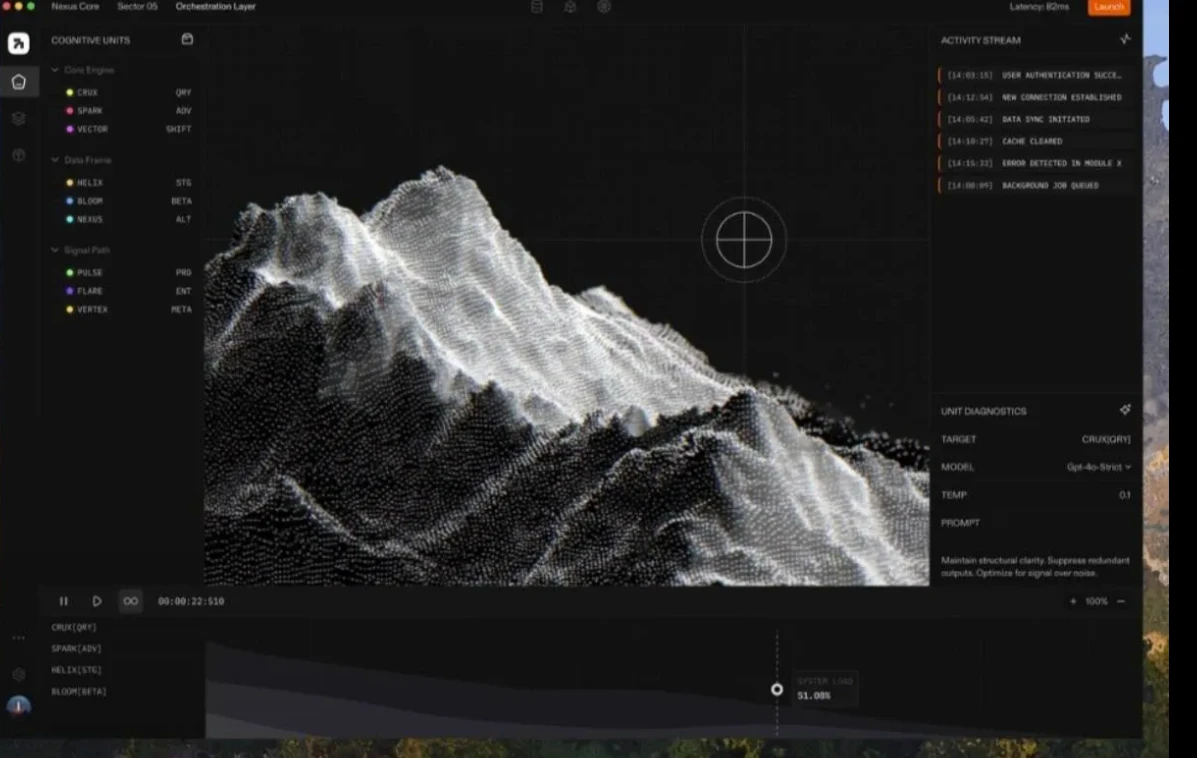 Nexus Core Sector 05 Orchestration Layer Latency: 82ms Launch
COGNITIVE UNITS
Core Engine
CRUX QRY
SPARK ADV
VECTOR SHIFT
Data Frame
HELIX STG
BLOOM BETA
NEXUS ALT
Signal Path
PULSE PRO
FLARE ENT
VERTEX META
ACTIVITY STREAM
[14:03:15] USER AUTHENTICATION SUCCE…
[14:12:54] NEW CONNECTION ESTABLISHED
[14:05:42] DATA SYNC INITIATED
[14:10:27] CACHE CLEARED
[14:15:33] ERROR DETECTED IN MODULE X
[14:08:09] BACKGROUND JOB QUEUED
UNIT DIAGNOSTICS
TARGET CRUX[QRY]
MODEL Gpt-4o-Strict
TEMP 0.1
PROMPT
Maintain structural clarity. Suppress redundant
outputs. Optimize for signal over noise.
00:00:22:510 + 100% −
CRUX[QRY]
SPARK[ADV]
HELIX[STG]
BLOOM[BETA]
SYSTEM LOAD
51.08%